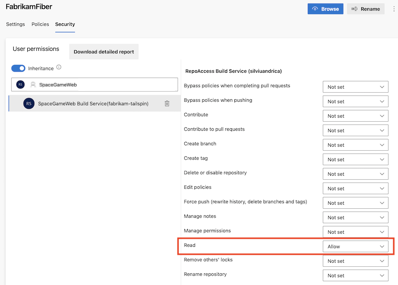 FabrikamFiber
Browse
Rename
Settings Policies Security
User permissions
Download detailed report
Inheritance
RS SpaceGameWeb
RS SpaceGameWeb Build Service(fabrikam-tailspin)
RepoAccess Build Service (silviuandrica)
Bypass policies when completing pull requests Not set
Bypass policies when pushing Not set
Contribute Not set
Contribute to pull requests Not set
Create branch Not set
Create tag Not set
Delete or disable repository Not set
Edit policies Not set
Force push (rewrite history, delete branches and tags) Not set
Manage notes Not set
Manage permissions Not set
Read Allow
Remove others' locks Not set
Rename repository Not set